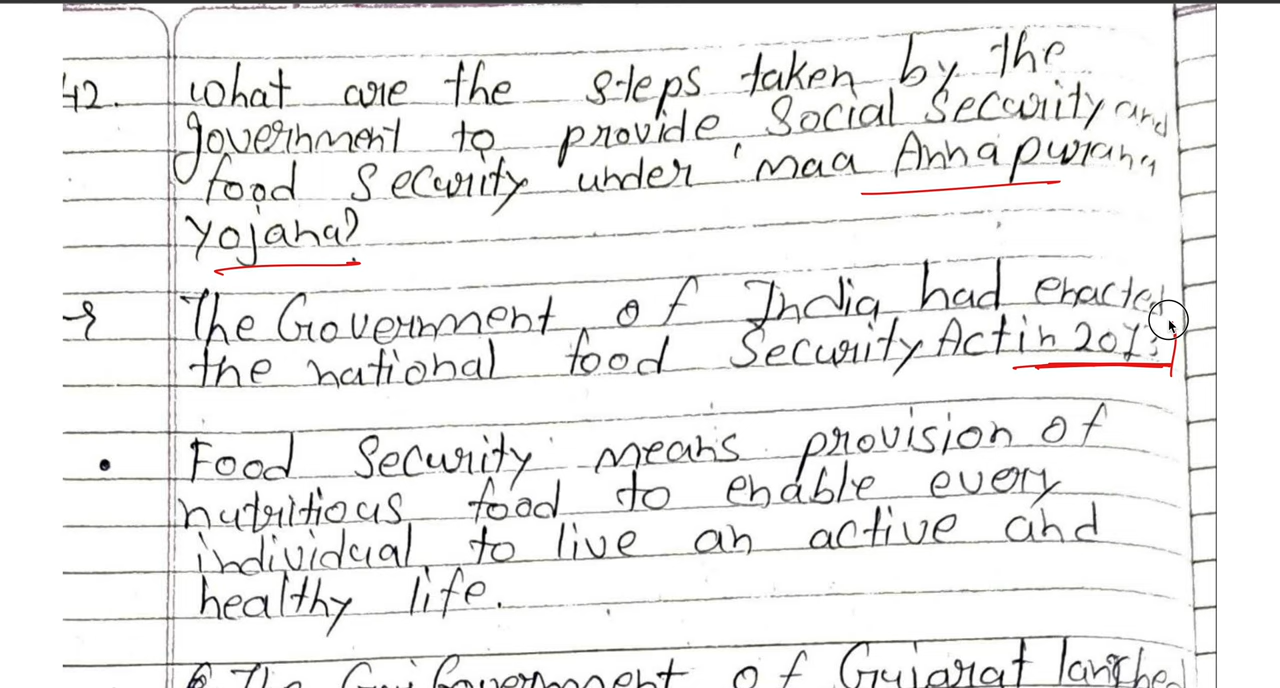 42. What are the steps taken by the
government to provide Social Security and
food security under 'maa Annapurana
Yojana?
The Government of India had enacted
the national food Security Act in 2013
• Food Security means provision of
nutritious food to enable every
individual to live an active and
healthy life.
Government of Gujarat